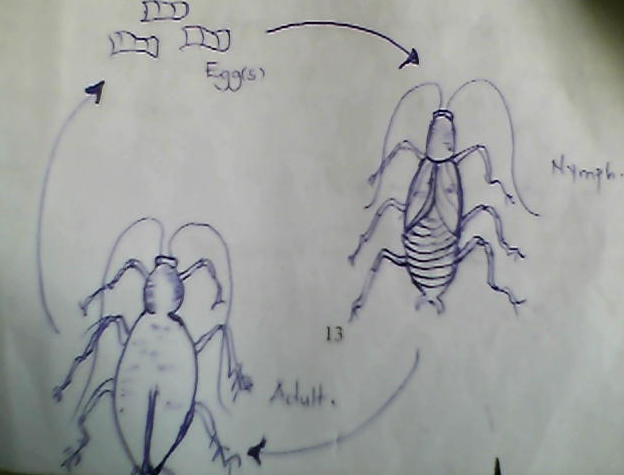 Egg(s)
Nymph.
13
Adult.